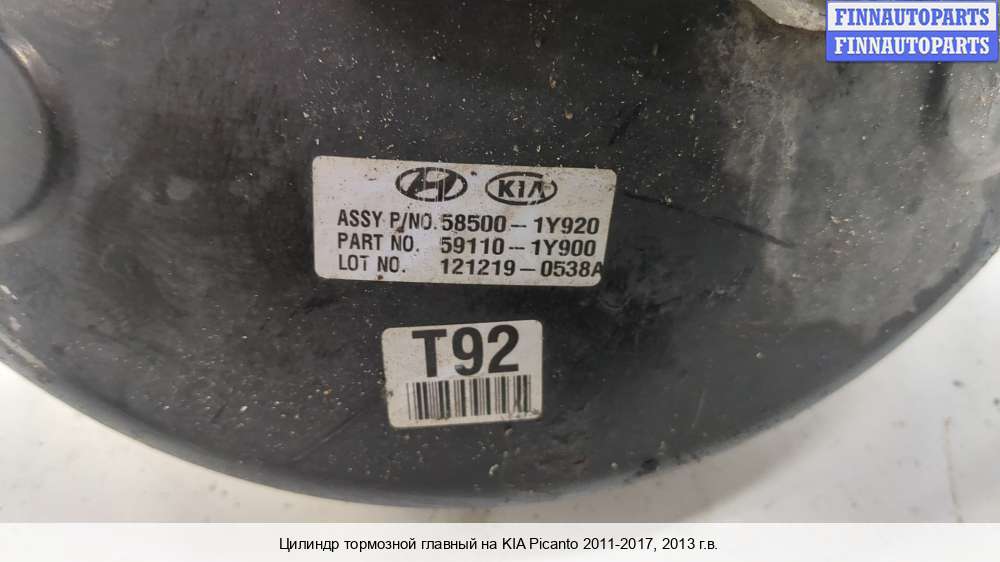 FINNAUTOPARTS
FINNAUTOPARTS
KIA
ASSY P/NO. 58500-1Y920
PART NO. 59110-1Y900
LOT NO. 121219-0538A
T92
Цилиндр тормозной главный на KIA Picanto 2011-2017, 2013 г.в.